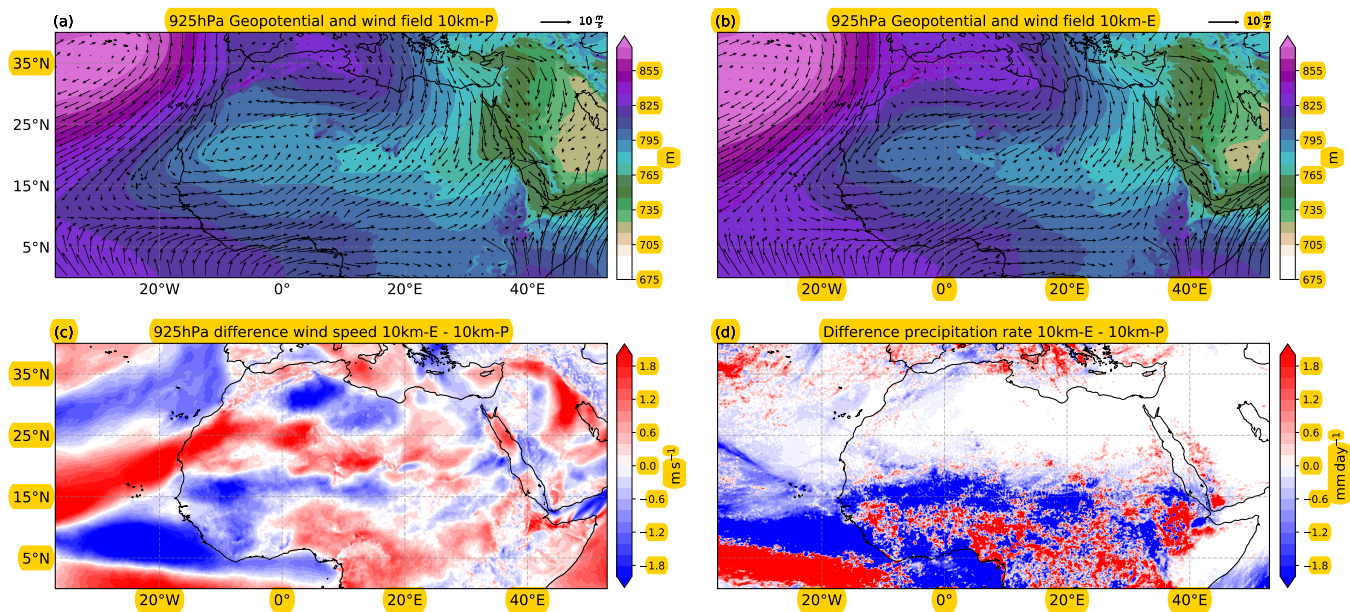 (a) 925hPa Geopotential and wind field 10km-P 10 m/s
35°N
25°N
15°N
5°N
20°W 0° 20°E 40°E
855
825
795
765
735
705
675
m
(b) 925hPa Geopotential and wind field 10km-E 10 m/s
20°W 0° 20°E 40°E
855
825
795
765
735
705
675
m
(c) 925hPa difference wind speed 10km-E - 10km-P
35°N
25°N
15°N
5°N
20°W 0° 20°E 40°E
1.8
1.2
0.6
0.0
−0.6
−1.2
−1.8
m s⁻¹
(d) Difference precipitation rate 10km-E - 10km-P
20°W 0° 20°E 40°E
1.8
1.2
0.6
0.0
−0.6
−1.2
−1.8
mm day⁻¹